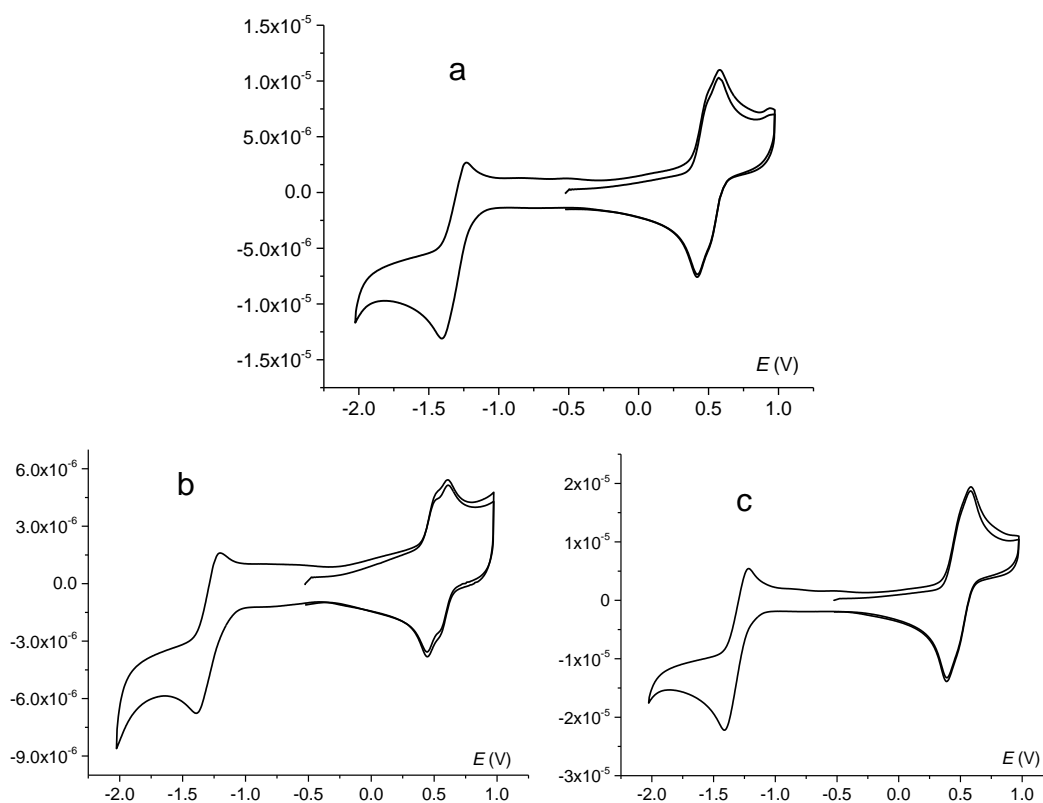 a
1.5x10⁻⁵
1.0x10⁻⁵
5.0x10⁻⁶
0.0
-5.0x10⁻⁶
-1.0x10⁻⁵
-1.5x10⁻⁵
E (V)
-2.0 -1.5 -1.0 -0.5 0.0 0.5 1.0
b
6.0x10⁻⁶
3.0x10⁻⁶
0.0
-3.0x10⁻⁶
-6.0x10⁻⁶
-9.0x10⁻⁶
E (V)
-2.0 -1.5 -1.0 -0.5 0.0 0.5 1.0
c
2x10⁻⁵
1x10⁻⁵
0
-1x10⁻⁵
-2x10⁻⁵
-3x10⁻⁵
E (V)
-2.0 -1.5 -1.0 -0.5 0.0 0.5 1.0